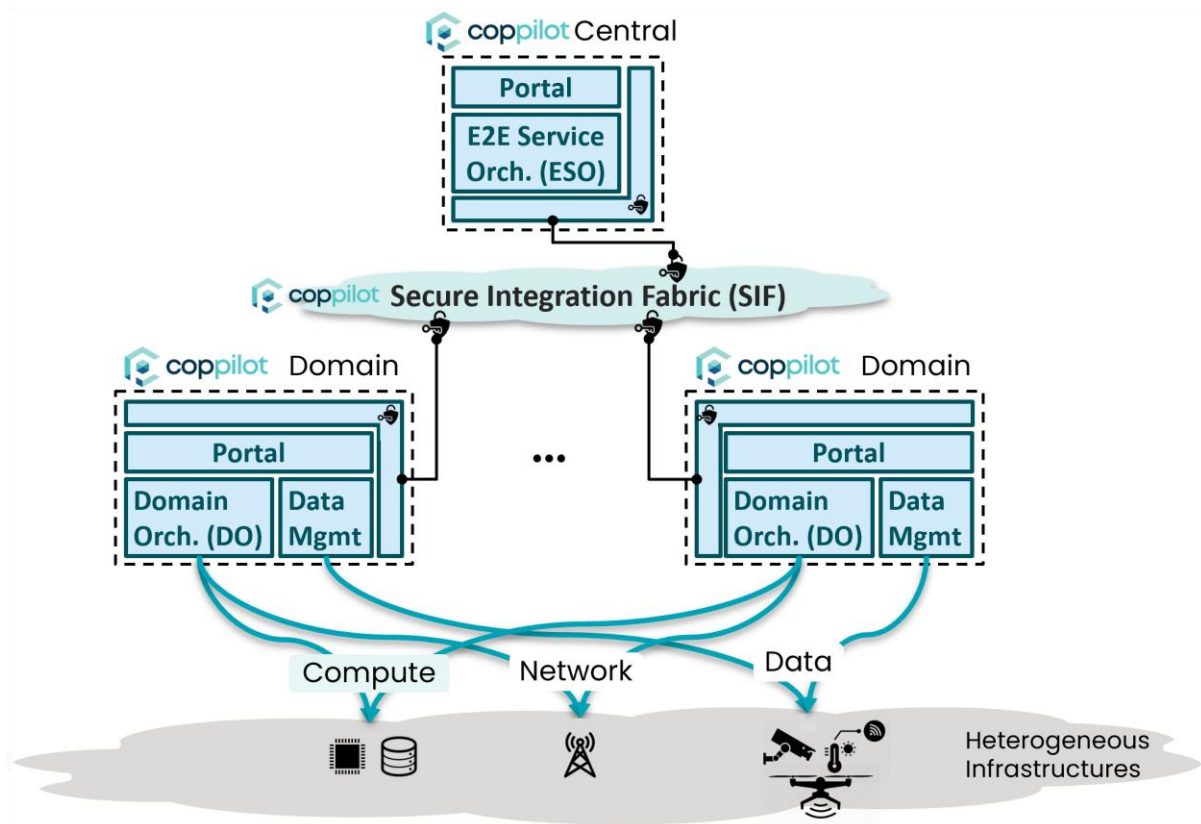 coppilot Central
Portal
E2E Service
Orch. (ESO)
coppilot Secure Integration Fabric (SIF)
coppilot Domain
coppilot Domain
Portal
Domain
Orch. (DO)
Data
Mgmt
...
Portal
Domain
Orch. (DO)
Data
Mgmt
Compute
Network
Data
Heterogeneous
Infrastructures